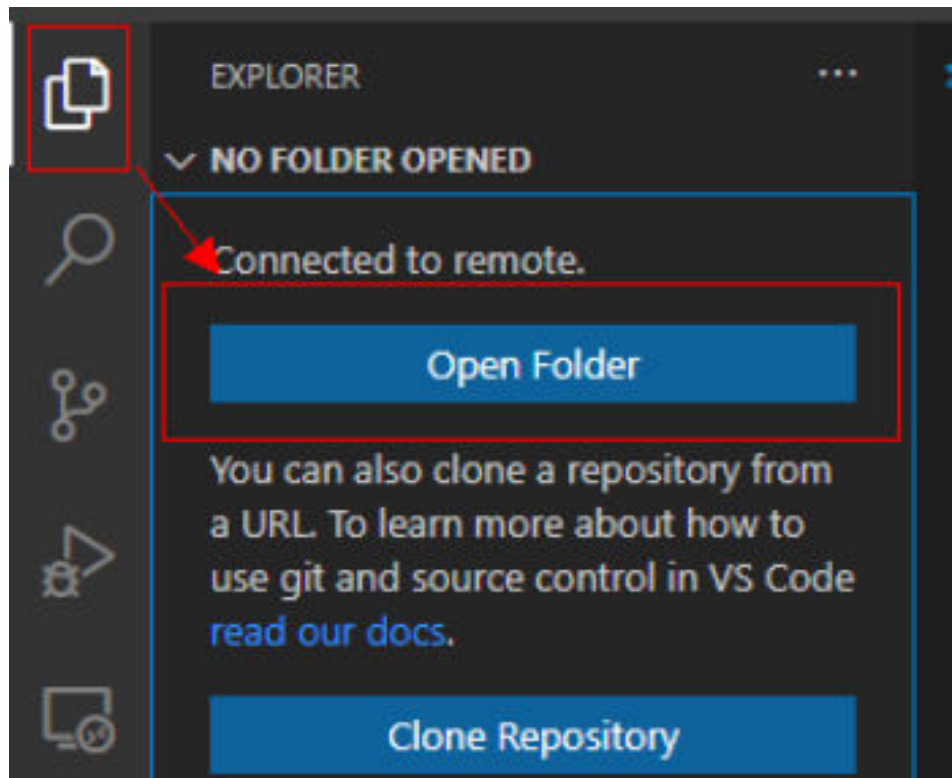 EXPLORER
NO FOLDER OPENED
Connected to remote.
Open Folder
You can also clone a repository from
a URL. To learn more about how to
use git and source control in VS Code
read our docs.
Clone Repository